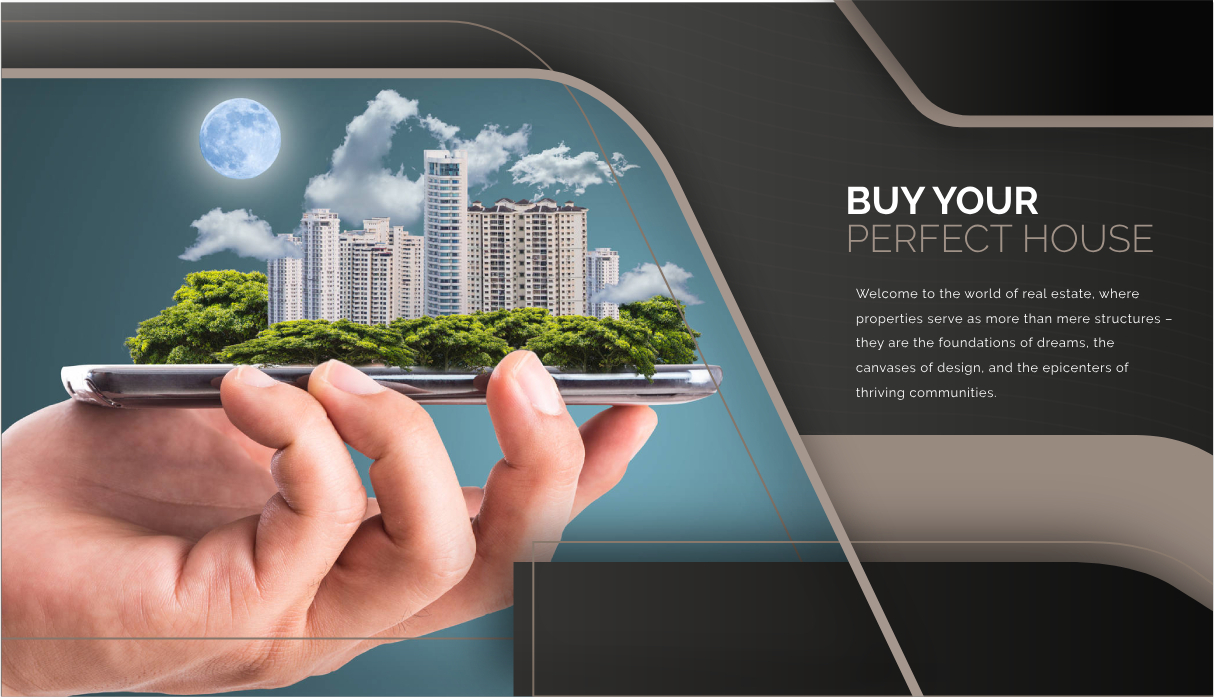 BUY YOUR
PERFECT HOUSE
Welcome to the world of real estate, where
properties serve as more than mere structures –
they are the foundations of dreams, the
canvases of design, and the epicenters of
thriving communities.